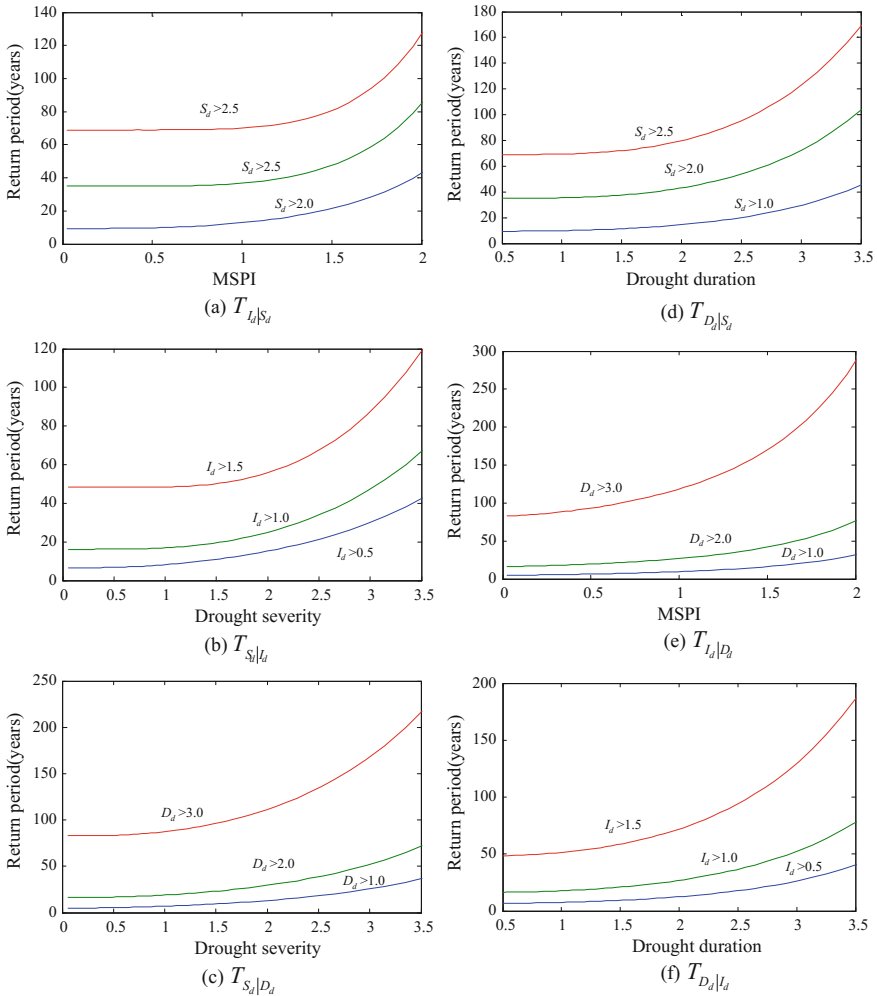 140
120
100
80
60
40
20
0
Return period(years)
S_d >2.5
S_d >2.5
S_d >2.0
0 0.5 1 1.5 2
MSPI
(a) T_{I_d|S_d}
180
160
140
120
100
80
60
40
20
0
Return period(years)
S_d >2.5
S_d >2.0
S_d >1.0
0.5 1 1.5 2 2.5 3 3.5
Drought duration
(d) T_{D_d|S_d}
120
100
80
60
40
20
0
Return period(years)
I_d >1.5
I_d >1.0
I_d >0.5
0 0.5 1 1.5 2 2.5 3 3.5
Drought severity
(b) T_{S_d|I_d}
300
250
200
150
100
50
0
Return period(years)
D_d >3.0
D_d >2.0
D_d >1.0
0 0.5 1 1.5 2
MSPI
(e) T_{I_d|D_d}
250
200
150
100
50
0
Return period(years)
D_d >3.0
D_d >2.0
D_d >1.0
0 0.5 1 1.5 2 2.5 3 3.5
Drought severity
(c) T_{S_d|D_d}
200
150
100
50
0
Return period(years)
I_d >1.5
I_d >1.0
I_d >0.5
0.5 1 1.5 2 2.5 3 3.5
Drought duration
(f) T_{D_d|I_d}